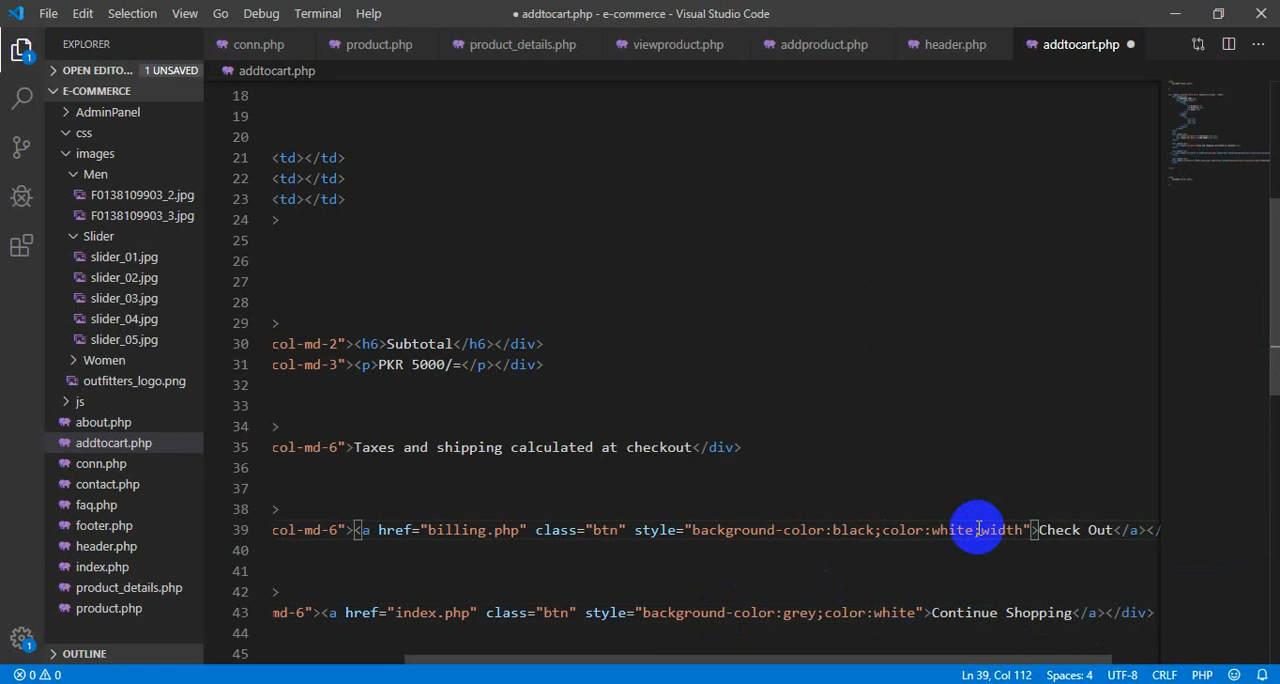 File Edit Selection View Go Debug Terminal Help ● addtocart.php - e-commerce - Visual Studio Code
EXPLORER
conn.php product.php product_details.php viewproduct.php addproduct.php header.php addtocart.php
OPEN EDITO... 1 UNSAVED
addtocart.php
E-COMMERCE
AdminPanel
css
images
Men
F0138109903_2.jpg
F0138109903_3.jpg
Slider
slider_01.jpg
slider_02.jpg
slider_03.jpg
slider_04.jpg
slider_05.jpg
Women
outfitters_logo.png
js
about.php
addtocart.php
conn.php
contact.php
faq.php
footer.php
header.php
index.php
product_details.php
product.php
OUTLINE
18
19
20
21 <td></td>
22 <td></td>
23 <td></td>
24 >
25
26
27
28
29 >
30 col-md-2"><h6>Subtotal</h6></div>
31 col-md-3"><p>PKR 5000/=</p></div>
32
33
34 >
35 col-md-6">Taxes and shipping calculated at checkout</div>
36
37
38 >
39 col-md-6"><a href="billing.php" class="btn" style="background-color:black;color:white;width">Check Out</a></
40
41
42 >
43 md-6"><a href="index.php" class="btn" style="background-color:grey;color:white">Continue Shopping</a></div>
44
45
1
1
0 0 Ln 39, Col 112 Spaces: 4 UTF-8 CRLF PHP